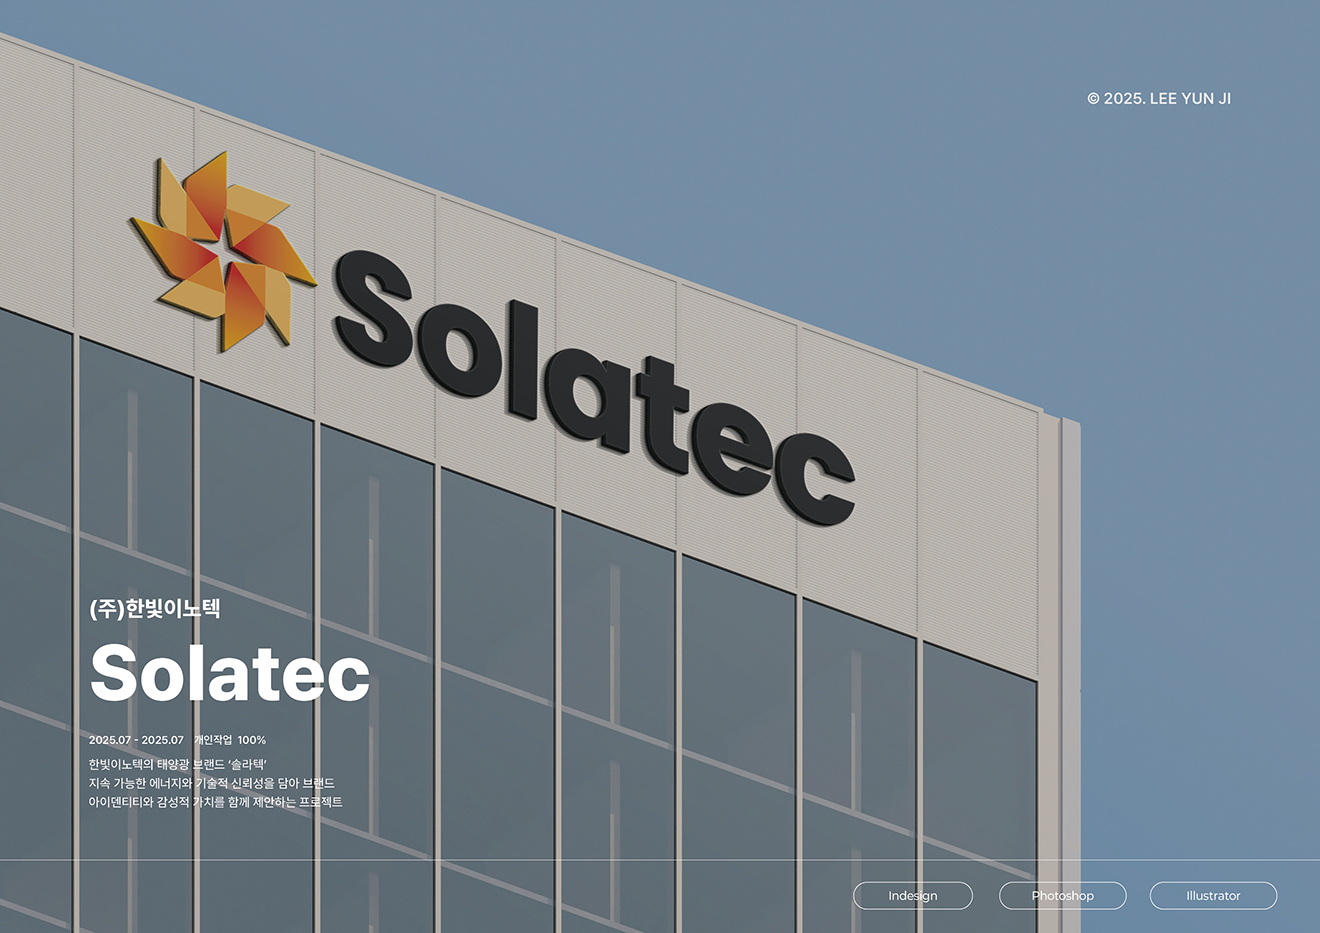 © 2025. LEE YUN JI
Solatec
(주)한빛이노텍
Solatec
2025.07 - 2025.07 개인작업 100%
한빛이노텍의 태양광 브랜드 ‘솔라텍’
지속 가능한 에너지와 기술적 신뢰성을 담아 브랜드
아이덴티티와 감성적 가치를 함께 제안하는 프로젝트
Indesign
Photoshop
Illustrator